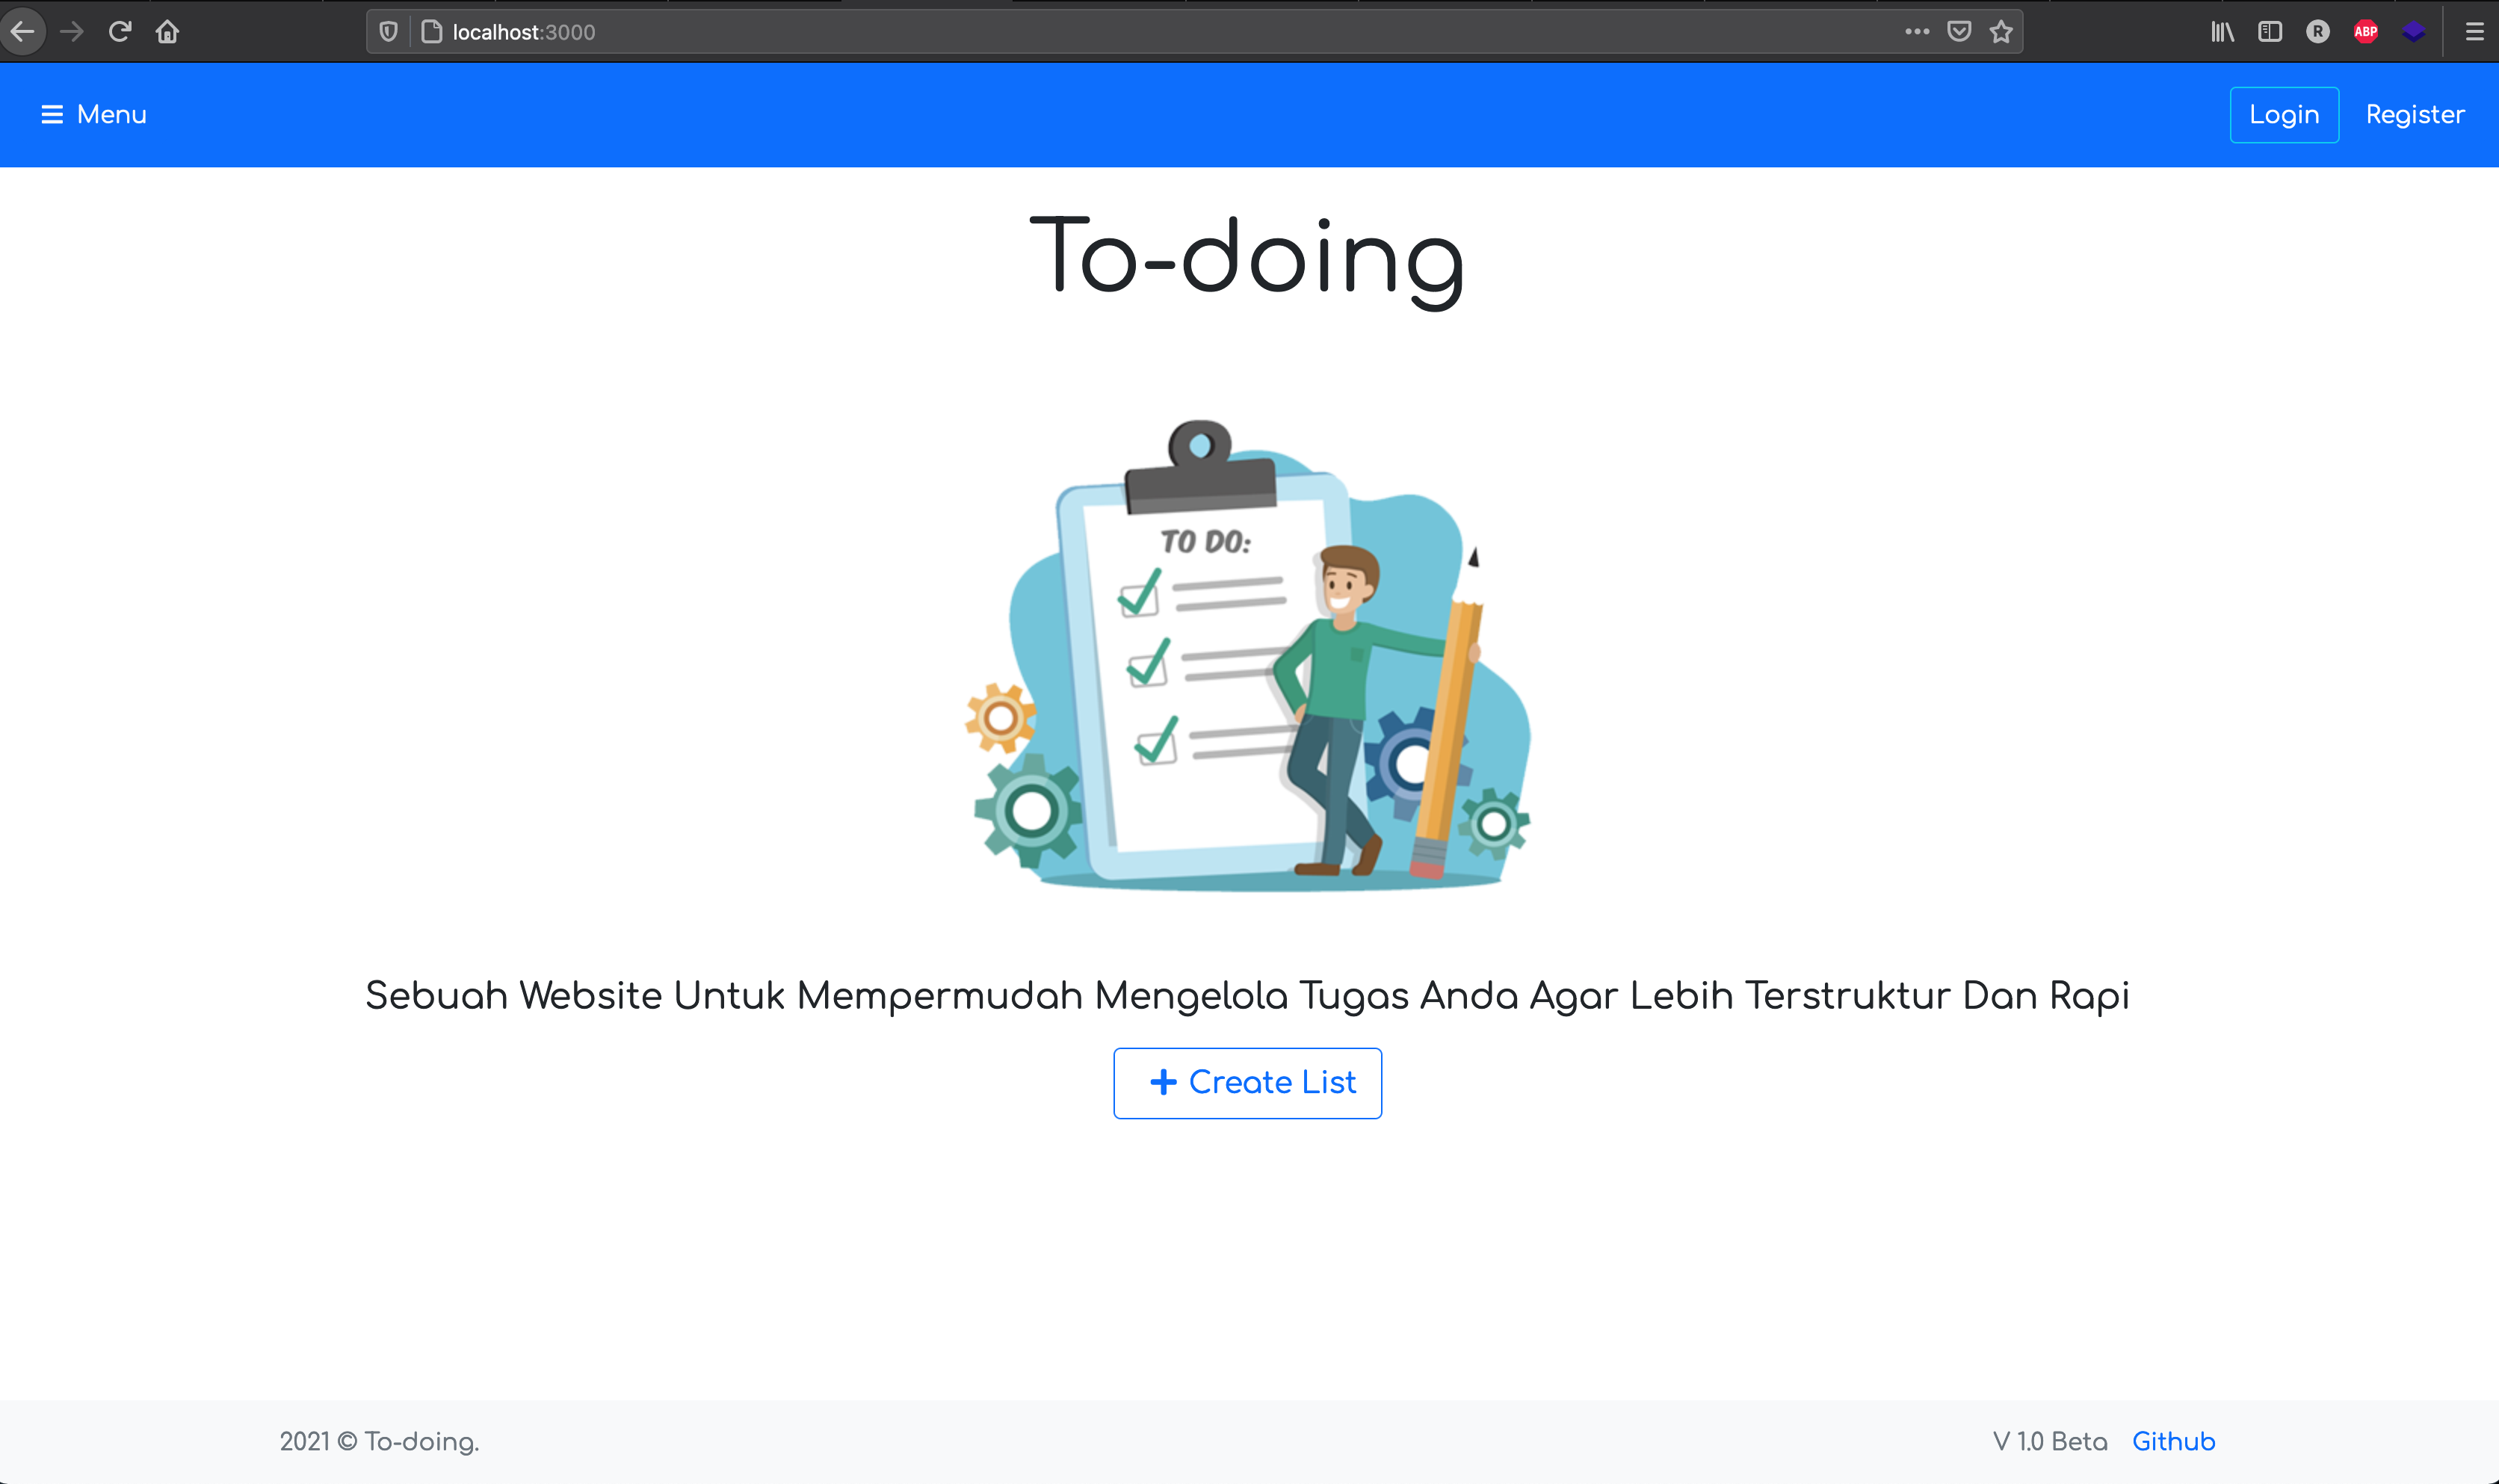 localhost:3000
ABP
R
Menu
Login
Register
To-doing
TO DO:
Sebuah Website Untuk Mempermudah Mengelola Tugas Anda Agar Lebih Terstruktur Dan Rapi
Create List
2021 © To-doing.
V 1.0 Beta
Github